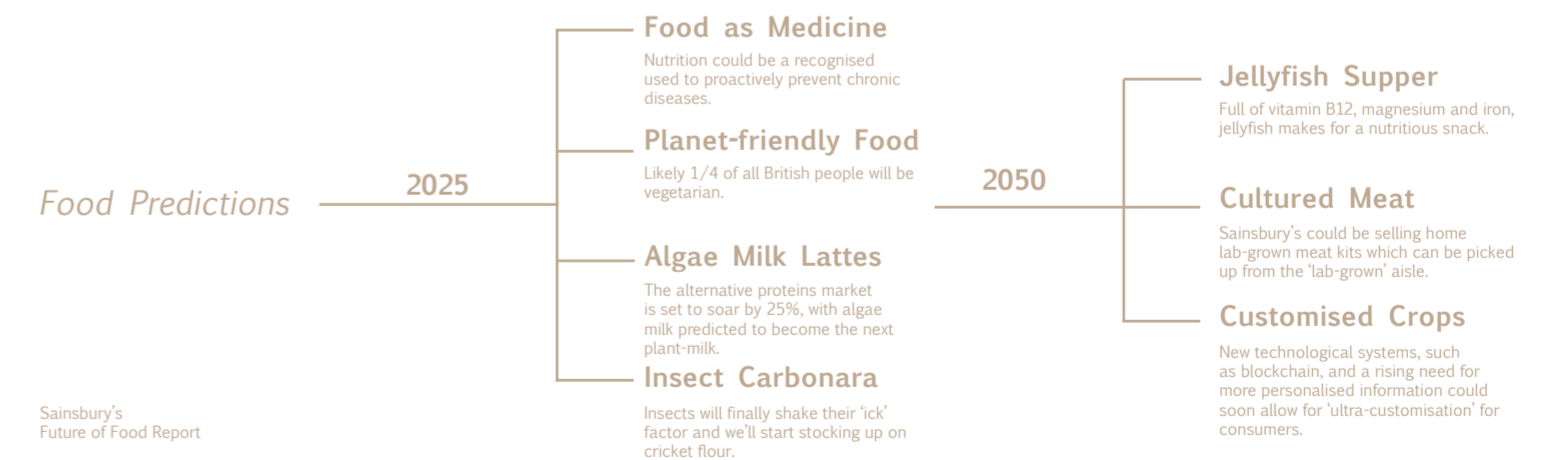 Food Predictions
2025
Food as Medicine
Nutrition could be a recognised
used to proactively prevent chronic
diseases.
Planet-friendly Food
Likely 1/4 of all British people will be
vegetarian.
Algae Milk Lattes
The alternative proteins market
is set to soar by 25%, with algae
milk predicted to become the next
plant-milk.
Insect Carbonara
Insects will finally shake their ‘ick’
factor and we’ll start stocking up on
cricket flour.
2050
Jellyfish Supper
Full of vitamin B12, magnesium and iron,
jellyfish makes for a nutritious snack.
Cultured Meat
Sainsbury’s could be selling home
lab-grown meat kits which can be picked
up from the ‘lab-grown’ aisle.
Customised Crops
New technological systems, such
as blockchain, and a rising need for
more personalised information could
soon allow for ‘ultra-customisation’ for
consumers.
Sainsbury’s
Future of Food Report